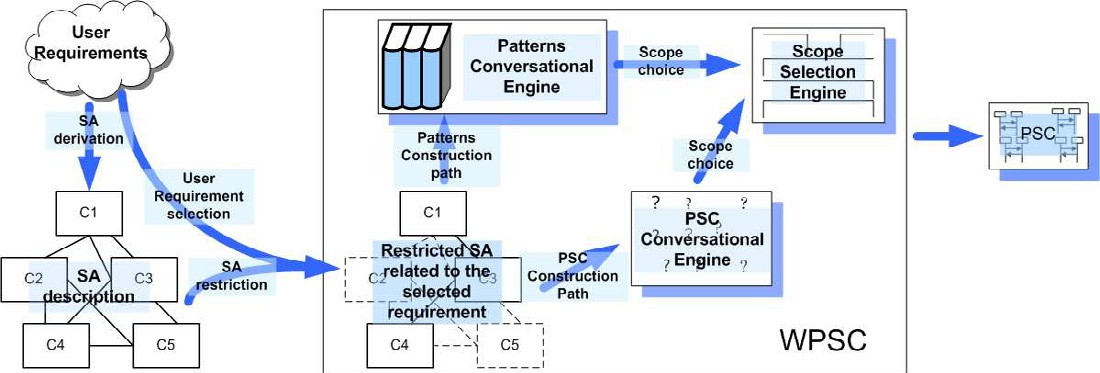 User
Requirements
SA
derivation
User
Requirement
selection
C1
C2
C3
SA
description
C4
C5
SA
restriction
Patterns
Conversational
Engine
Patterns
Construction
path
C1
C2
C3
Restricted SA
related to the
selected
requirement
C4
C5
PSC
Construction
Path
Scope
choice
Scope
choice
? ? ?
? ?
PSC
Conversational
Engine
? ? ?
Scope
Selection
Engine
WPSC
PSC